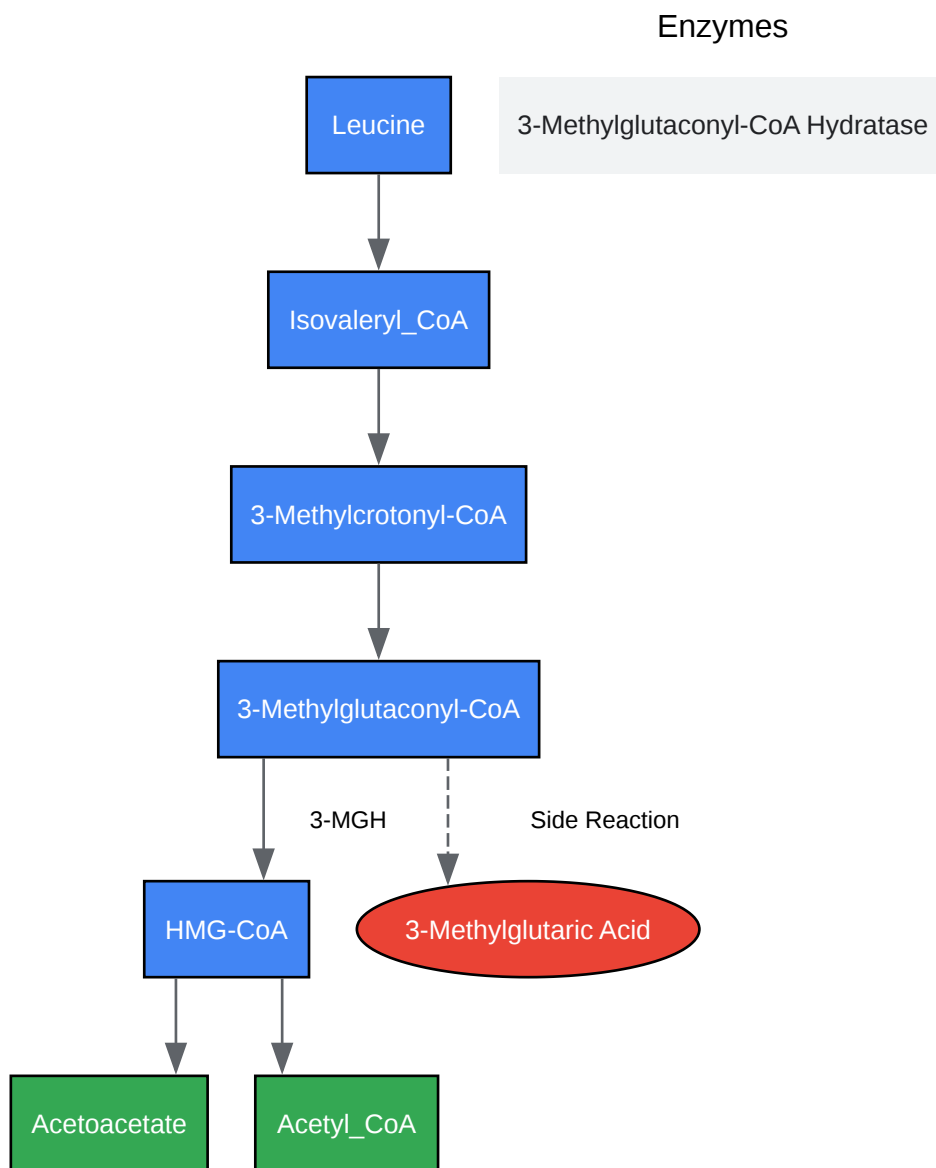 Enzymes
Leucine
3-Methylglutaconyl-CoA Hydratase
Isovaleryl_CoA
3-Methylcrotonyl-CoA
3-Methylglutaconyl-CoA
3-MGH
Side Reaction
HMG-CoA
3-Methylglutaric Acid
Acetoacetate
Acetyl_CoA